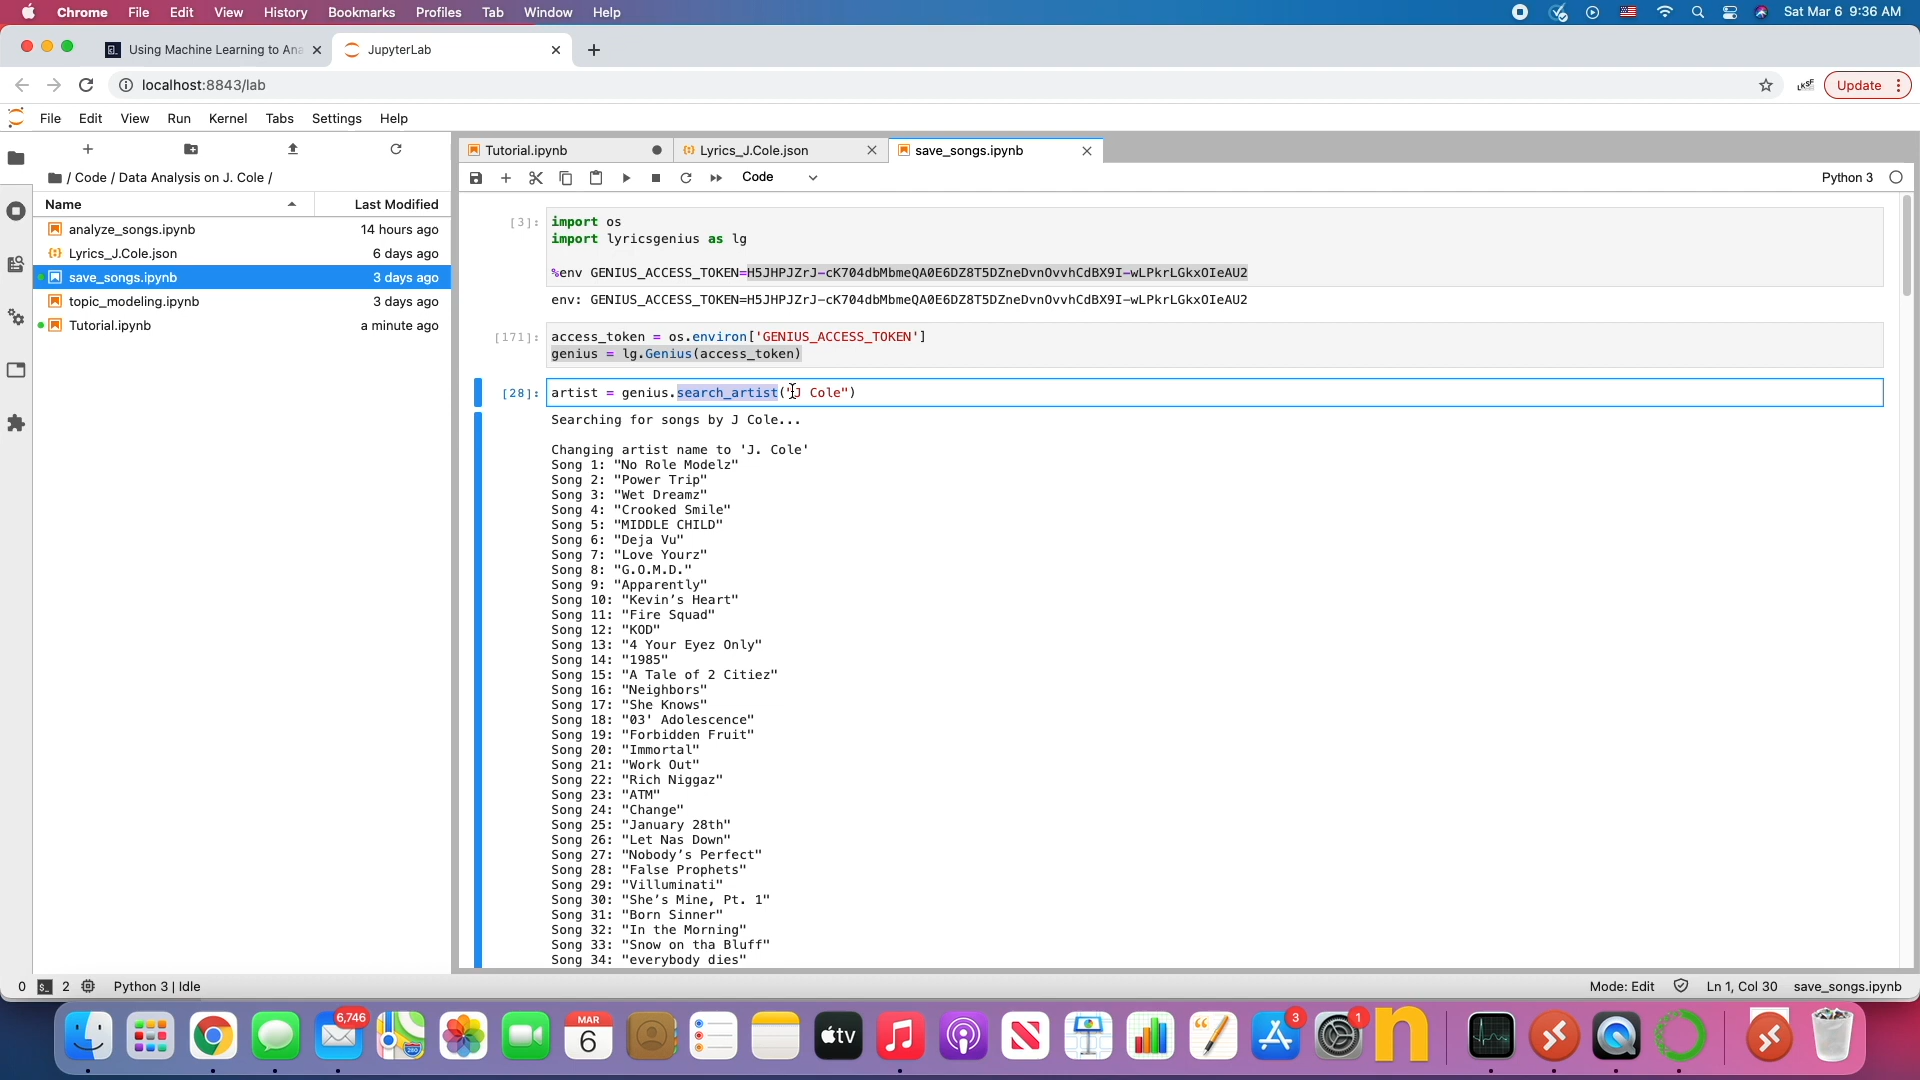 Chrome File Edit View History Bookmarks Profiles Tab Window Help Sat Mar 6 9:36 AM
Using Machine Learning to Ana JupyterLab
localhost:8843/lab Update
File Edit View Run Kernel Tabs Settings Help
Tutorial.ipynb Lyrics_J.Cole.json save_songs.ipynb
/ Code / Data Analysis on J. Cole / Code Python 3
Name Last Modified
analyze_songs.ipynb 14 hours ago
Lyrics_J.Cole.json 6 days ago
save_songs.ipynb 3 days ago
topic_modeling.ipynb 3 days ago
Tutorial.ipynb a minute ago
[3]: import os
import lyricsgenius as lg
%env GENIUS_ACCESS_TOKEN=H5JHPJZrJ-cK704dbMbmeQA0E6DZ8T5DZneDvnOvvhCdBX9I-wLPkrLGkxOIeAU2
env: GENIUS_ACCESS_TOKEN=H5JHPJZrJ-cK704dbMbmeQA0E6DZ8T5DZneDvnOvvhCdBX9I-wLPkrLGkxOIeAU2
[171]: access_token = os.environ['GENIUS_ACCESS_TOKEN']
genius = lg.Genius(access_token)
[28]: artist = genius.search_artist("J Cole")
Searching for songs by J Cole...
Changing artist name to 'J. Cole'
Song 1: "No Role Modelz"
Song 2: "Power Trip"
Song 3: "Wet Dreamz"
Song 4: "Crooked Smile"
Song 5: "MIDDLE CHILD"
Song 6: "Deja Vu"
Song 7: "Love Yourz"
Song 8: "G.O.M.D."
Song 9: "Apparently"
Song 10: "Kevin's Heart"
Song 11: "Fire Squad"
Song 12: "KOD"
Song 13: "4 Your Eyez Only"
Song 14: "1985"
Song 15: "A Tale of 2 Citiez"
Song 16: "Neighbors"
Song 17: "She Knows"
Song 18: "03' Adolescence"
Song 19: "Forbidden Fruit"
Song 20: "Immortal"
Song 21: "Work Out"
Song 22: "Rich Niggaz"
Song 23: "ATM"
Song 24: "Change"
Song 25: "January 28th"
Song 26: "Let Nas Down"
Song 27: "Nobody's Perfect"
Song 28: "False Prophets"
Song 29: "Villuminati"
Song 30: "She's Mine, Pt. 1"
Song 31: "Born Sinner"
Song 32: "In the Morning"
Song 33: "Snow on tha Bluff"
Song 34: "everybody dies"
0 2 Python 3 | Idle Mode: Edit Ln 1, Col 30 save_songs.ipynb
6,746 280 MAR 6 tv 3 1 n